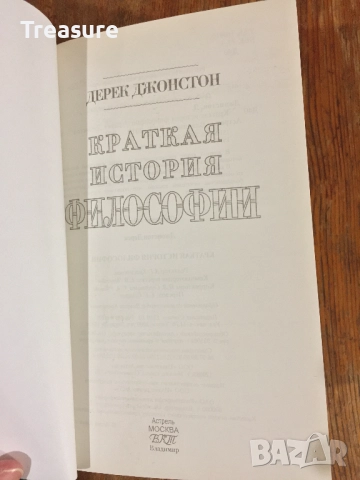 Treasure
ДЕРЕК ДЖОНСТОН
КРАТКАЯ
ИСТОРИЯ
ФИЛОСОФИИ
Астрель
МОСКВА
ВКТ
Владимир
BAZAR